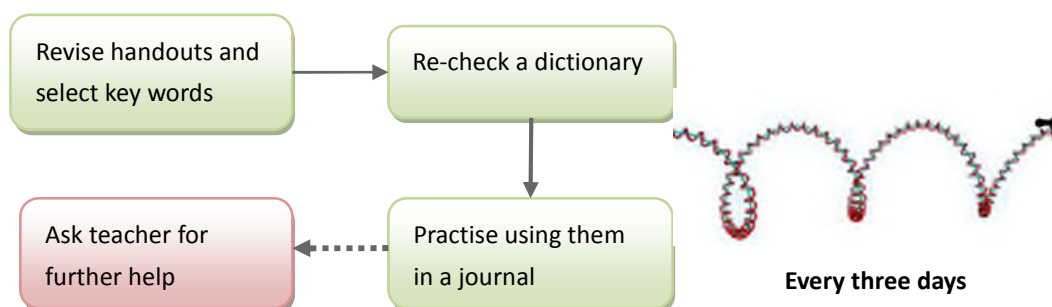 Revise handouts and
select key words
Re-check a dictionary
Practise using them
in a journal
Ask teacher for
further help
Every three days